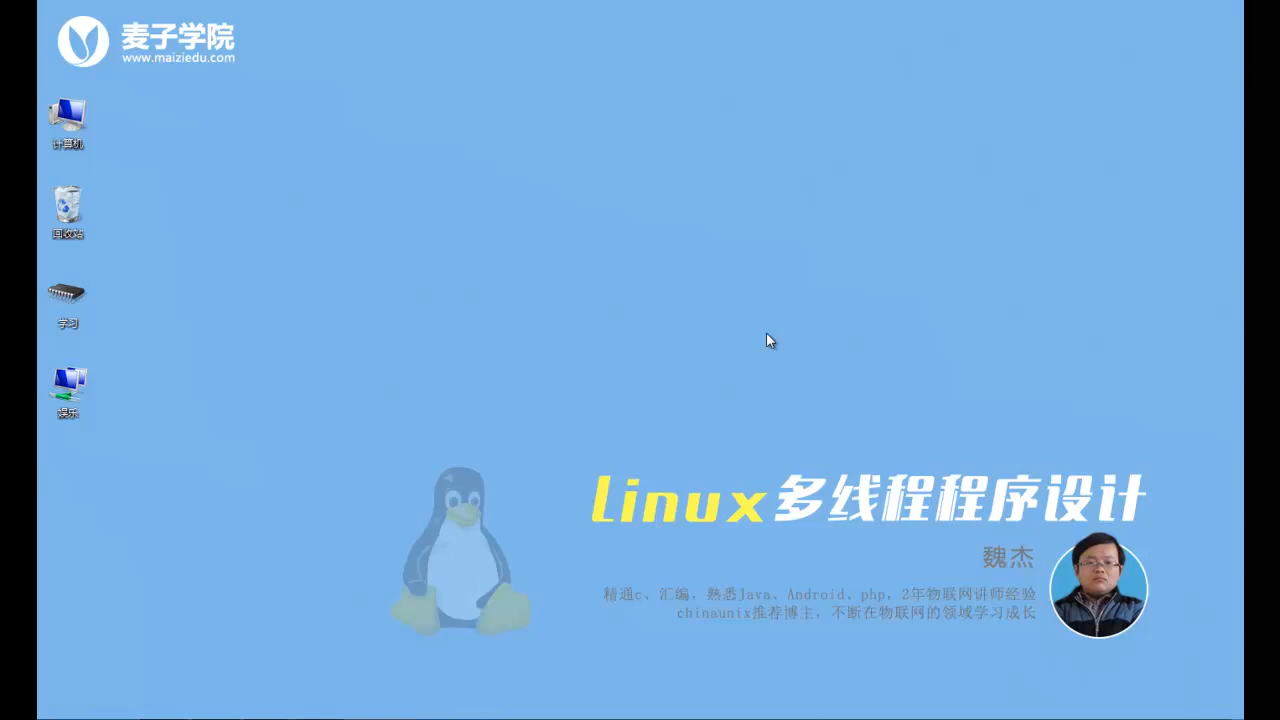 麦子学院
www.maiziedu.com
计算机
回收站
学习
娱乐
Linux多线程程序设计
魏杰
精通c、汇编，熟悉Java、Android、php，2年物联网讲师经验
chinaunix推荐博主，不断在物联网的领域学习成长